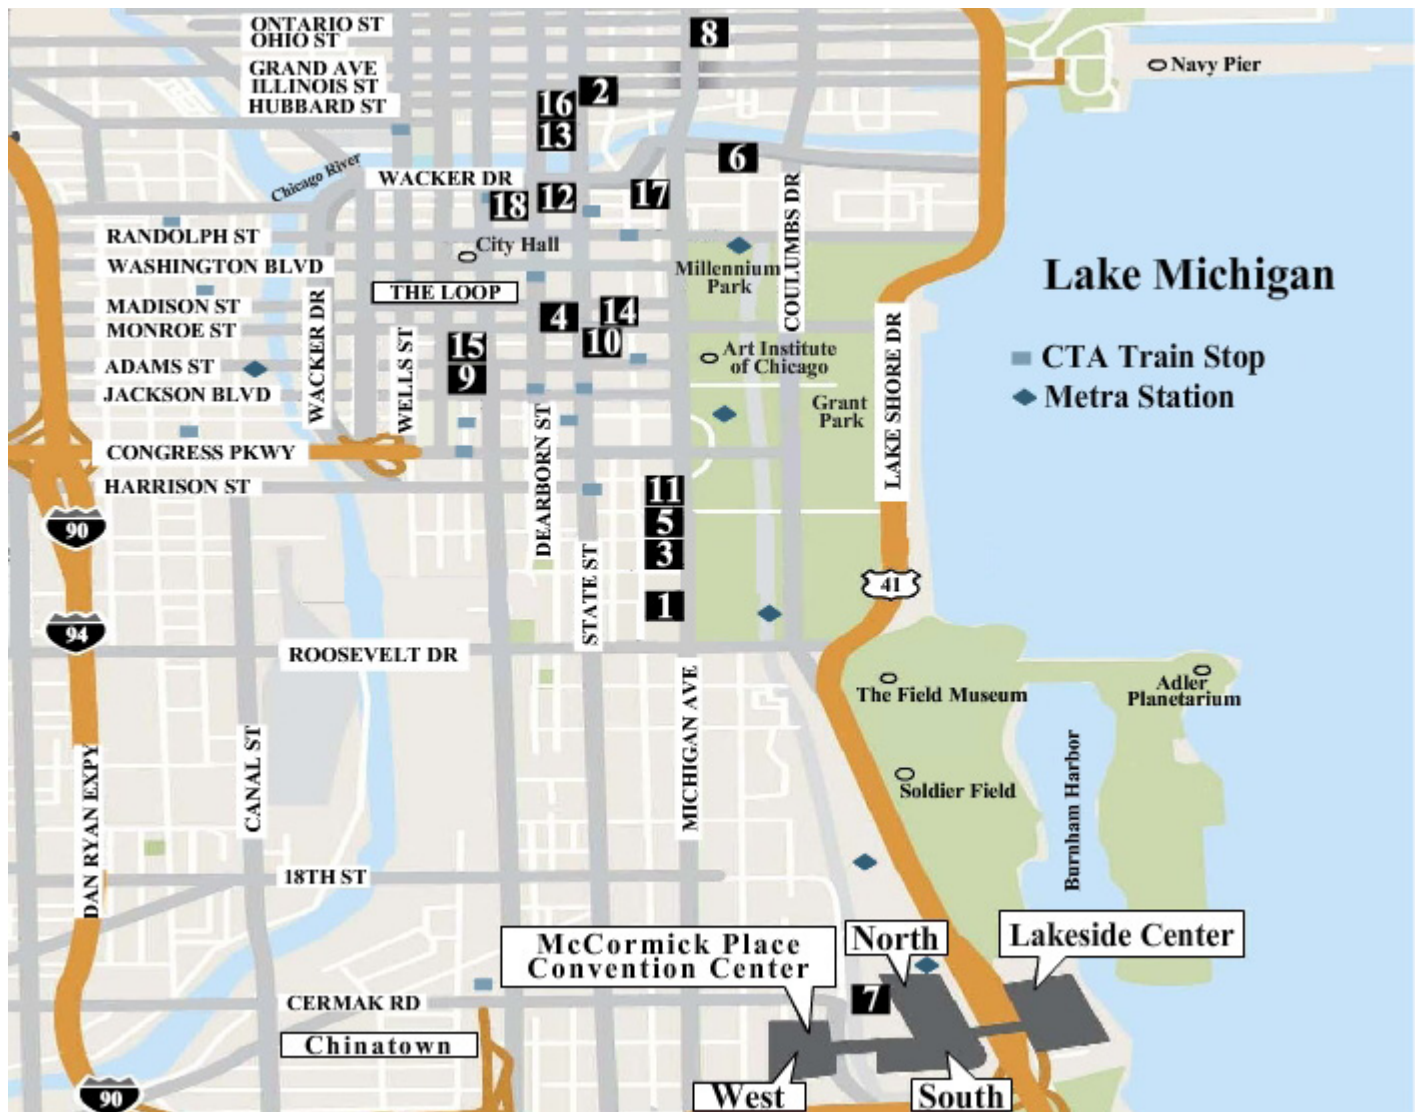 ONTARIO ST
OHIO ST
8
GRAND AVE
ILLINOIS ST
HUBBARD ST
Navy Pier
2
16
13
6
Chicago River
WACKER DR
12
17
18
COULUMBS DR
RANDOLPH ST
City Hall
WASHINGTON BLVD
Millennium
Park
Lake Michigan
THE LOOP
MADISON ST
MONROE ST
WACKER DR
4
14
10
WELLS ST
15
9
ADAMS ST
JACKSON BLVD
Art Institute
of Chicago
LAKE SHORE DR
CTA Train Stop
Metra Station
Grant
Park
DEARBORN ST
CONGRESS PKWY
HARRISON ST
11
5
3
1
90
STATE ST
41
94
ROOSEVELT DR
MICHIGAN AVE
The Field Museum
Adler
Planetarium
CANAL ST
DAN RYAN EXPY
Soldier Field
Burnham Harbor
18TH ST
McCormick Place
Convention Center
North
Lakeside Center
7
CERMAK RD
Chinatown
90
West
South